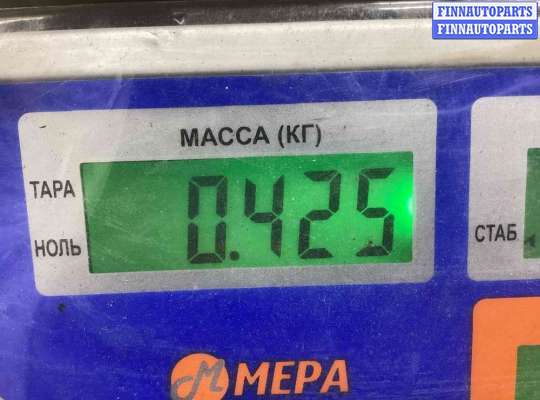 FINNAUTOPARTS
FINNAUTOPARTS
МАССА (КГ)
ТАРА
0.425
НОЛЬ
СТАБ
МЕРА